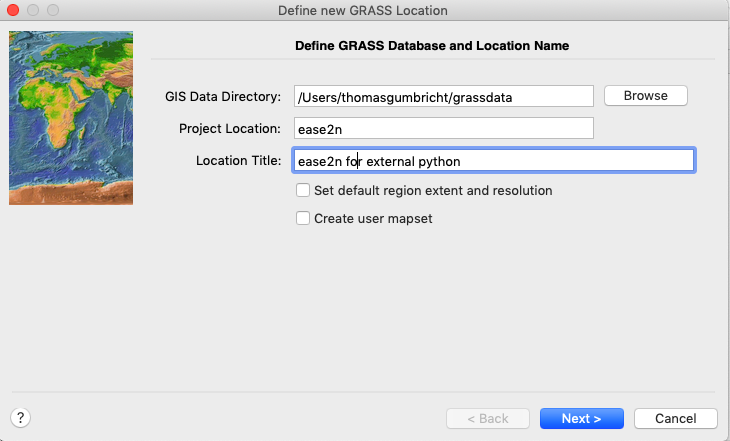 Define new GRASS Location
Define GRASS Database and Location Name
GIS Data Directory: /Users/thomasgumbricht/grassdata Browse
Project Location: ease2n
Location Title: ease2n for external python
Set default region extent and resolution
Create user mapset
? < Back Next > Cancel